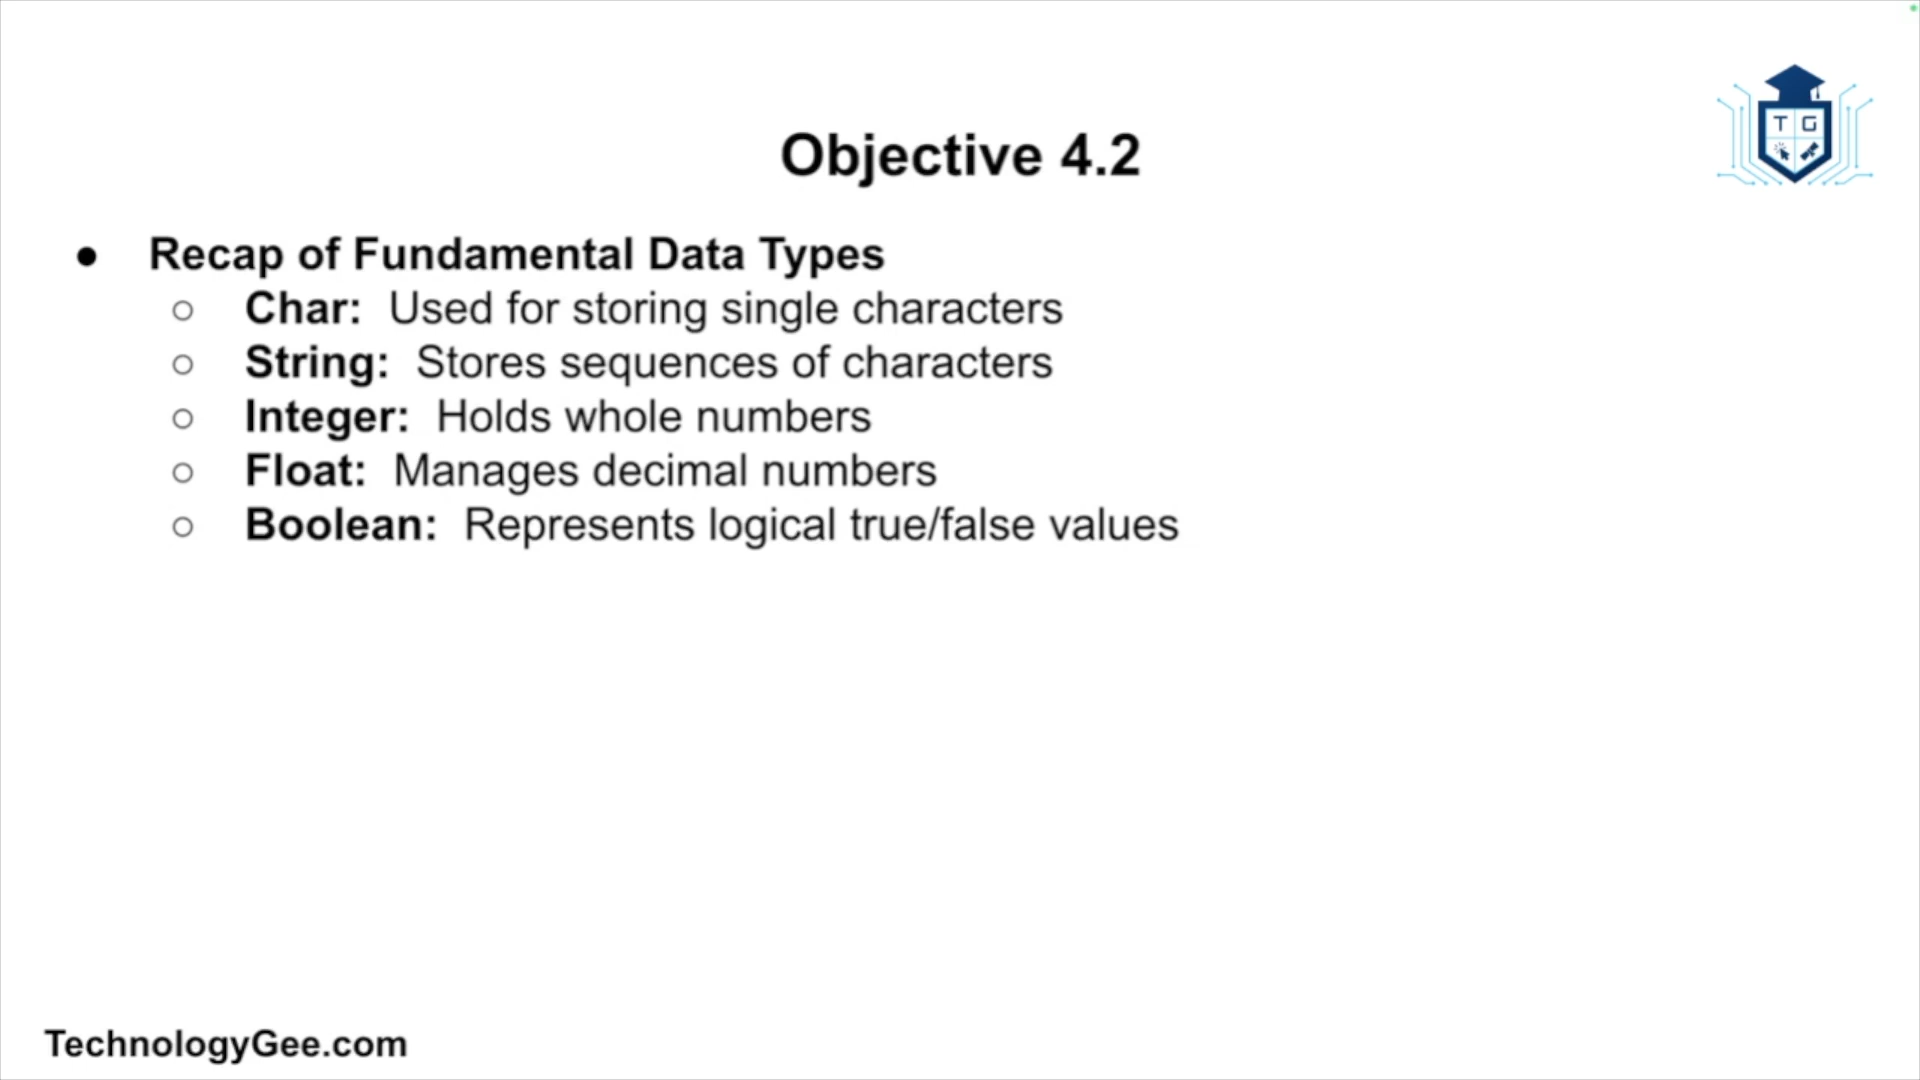 T G
Objective 4.2
● Recap of Fundamental Data Types
○ Char: Used for storing single characters
○ String: Stores sequences of characters
○ Integer: Holds whole numbers
○ Float: Manages decimal numbers
○ Boolean: Represents logical true/false values
TechnologyGee.com